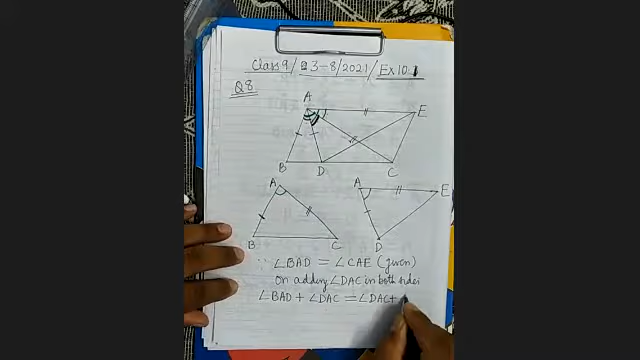 Class 9/23-8/2021/Ex 10.1
Q8
A
E
B D C
A
A E
B C D
∵ ∠BAD = ∠CAE (given)
On adding ∠DAC in both sides
∠BAD + ∠DAC = ∠DAC +